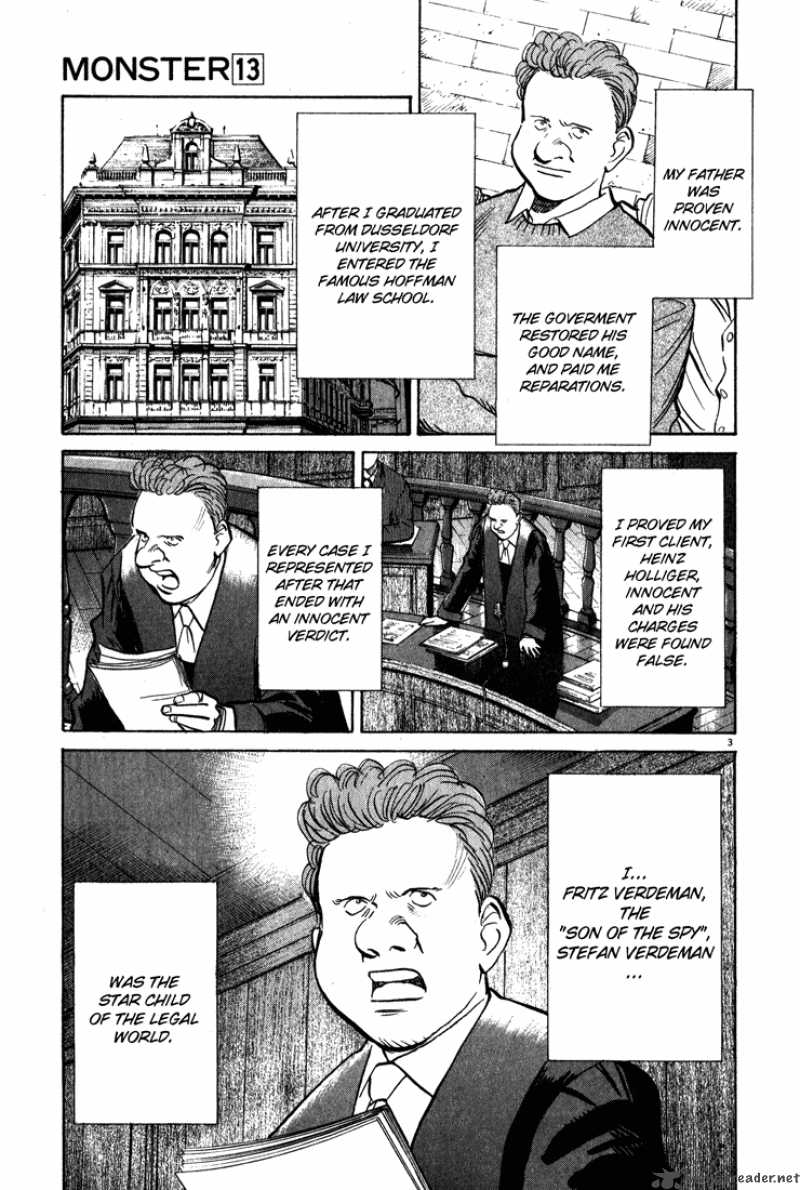 MONSTER 13
MY FATHER
WAS
PROVEN
INNOCENT.
THE GOVERMENT
RESTORED HIS
GOOD NAME,
AND PAID ME
REPARATIONS.
AFTER I GRADUATED
FROM DUSSELDORF
UNIVERSITY, I
ENTERED THE
FAMOUS HOFFMAN
LAW SCHOOL.
I PROVED MY
FIRST CLIENT,
HEINZ
HOLLIGER,
INNOCENT
AND HIS
CHARGES
WERE FOUND
FALSE.
EVERY CASE I
REPRESENTED
AFTER THAT
ENDED WITH
AN INNOCENT
VERDICT.
3
I...
FRITZ VERDEMAN,
THE
"SON OF THE SPY",
STEFAN VERDEMAN
...
WAS THE
STAR CHILD
OF THE LEGAL
WORLD.
eader.net